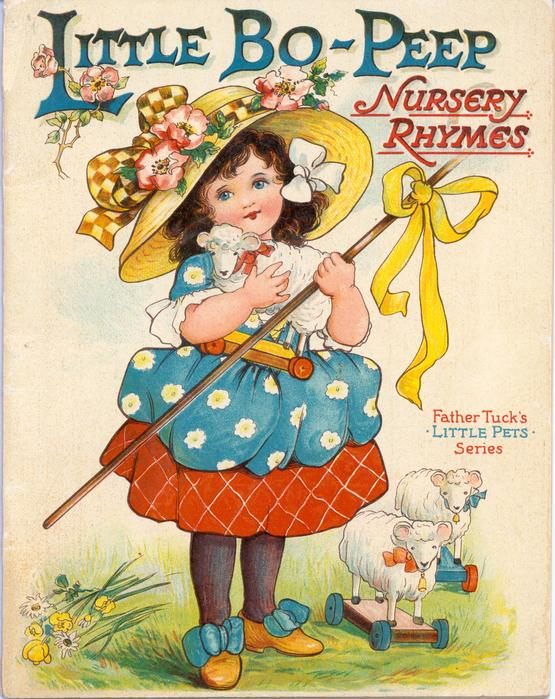 LITTLE BO-PEEP
NURSERY
RHYMES
Father Tuck's
·LITTLE PETS·
Series